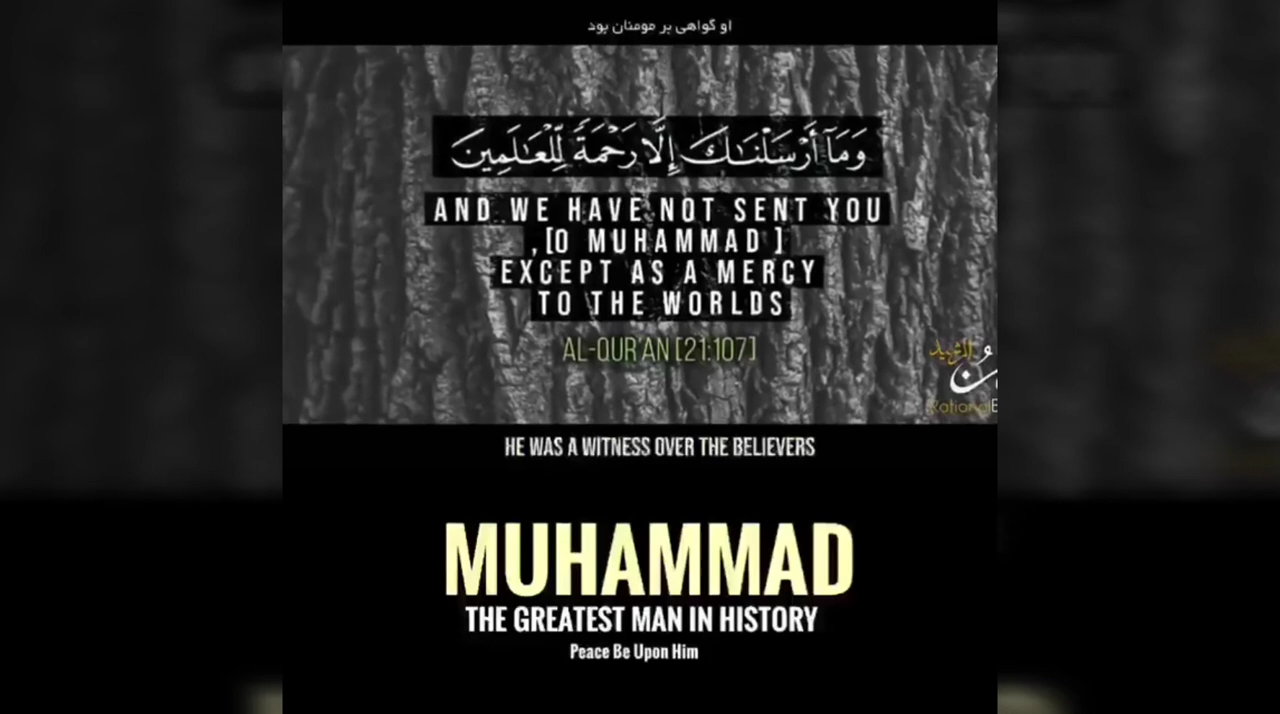 او گواهی بر مومنان بود
وَمَآ أَرْسَلْنَـٰكَ إِلَّا رَحْمَةً لِّلْعَـٰلَمِينَ
AND WE HAVE NOT SENT YOU
,[O MUHAMMAD ]
EXCEPT AS A MERCY
TO THE WORLDS
AL-QUR'AN [21:107]
Rational
HE WAS A WITNESS OVER THE BELIEVERS
MUHAMMAD
THE GREATEST MAN IN HISTORY
Peace Be Upon Him